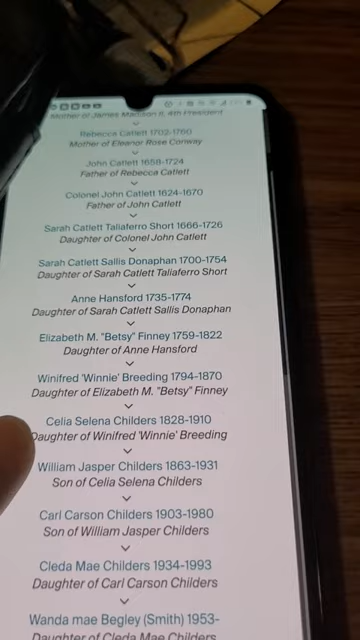 Mother of James Madison Jr, 4th President
Rebecca Catlett 1702-1760
Mother of Eleanor Rose Conway
John Catlett 1658-1724
Father of Rebecca Catlett
Colonel John Catlett 1624-1670
Father of John Catlett
Sarah Catlett Taliaferro Short 1666-1726
Daughter of Colonel John Catlett
Sarah Catlett Sallis Donaphan 1700-1754
Daughter of Sarah Catlett Taliaferro Short
Anne Hansford 1735-1774
Daughter of Sarah Catlett Sallis Donaphan
Elizabeth M. "Betsy" Finney 1759-1822
Daughter of Anne Hansford
Winifred 'Winnie' Breeding 1794-1870
Daughter of Elizabeth M. "Betsy" Finney
Celia Selena Childers 1828-1910
Daughter of Winifred 'Winnie' Breeding
William Jasper Childers 1863-1931
Son of Celia Selena Childers
Carl Carson Childers 1903-1980
Son of William Jasper Childers
Cleda Mae Childers 1934-1993
Daughter of Carl Carson Childers
Wanda mae Begley (Smith) 1953-
Daughter of Cleda Mae Childers